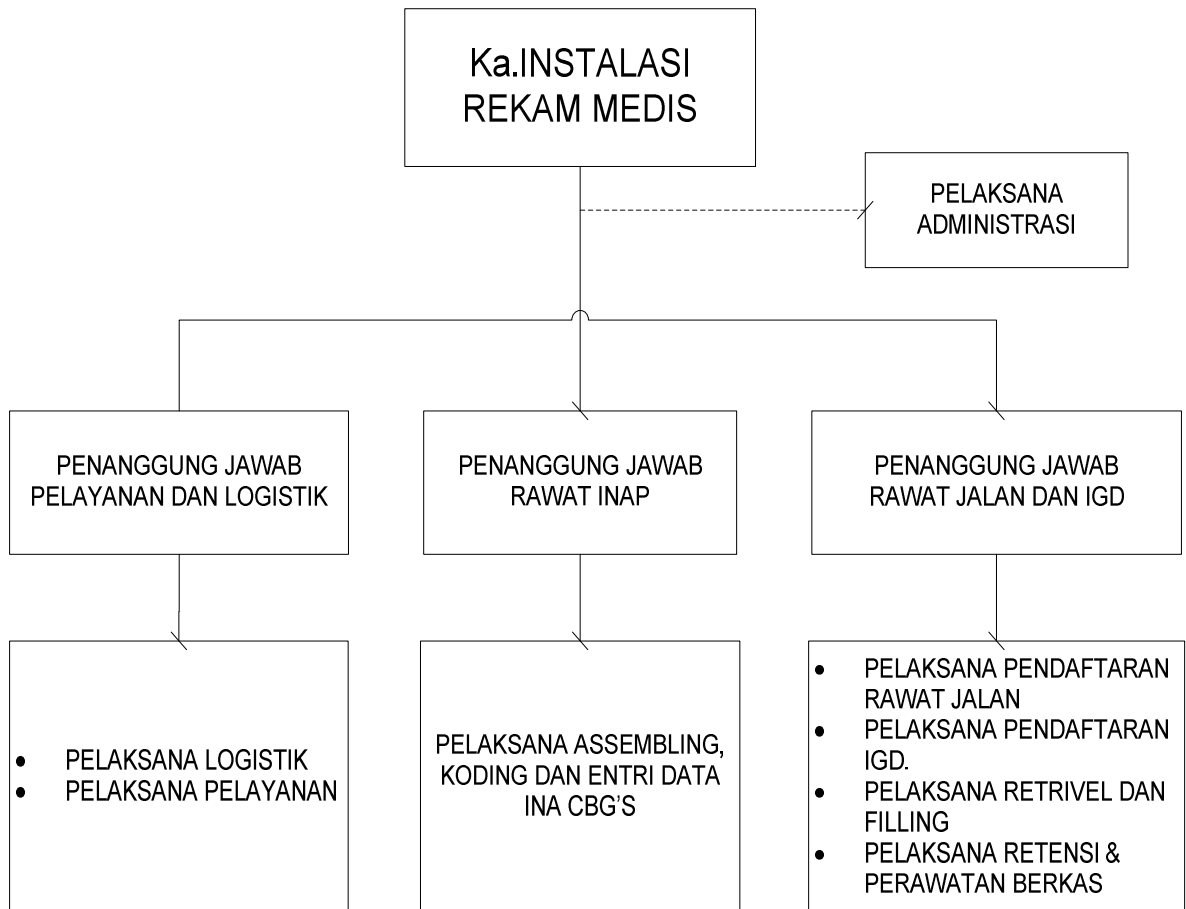 Ka.INSTALASI
REKAM MEDIS
PELAKSANA
ADMINISTRASI
PENANGGUNG JAWAB
PELAYANAN DAN LOGISTIK
PENANGGUNG JAWAB
RAWAT INAP
PENANGGUNG JAWAB
RAWAT JALAN DAN IGD
• PELAKSANA LOGISTIK
• PELAKSANA PELAYANAN
PELAKSANA ASSEMBLING,
KODING DAN ENTRI DATA
INA CBG'S
• PELAKSANA PENDAFTARAN
RAWAT JALAN
• PELAKSANA PENDAFTARAN
IGD.
• PELAKSANA RETRIVEL DAN
FILLING
• PELAKSANA RETENSI &
PERAWATAN BERKAS